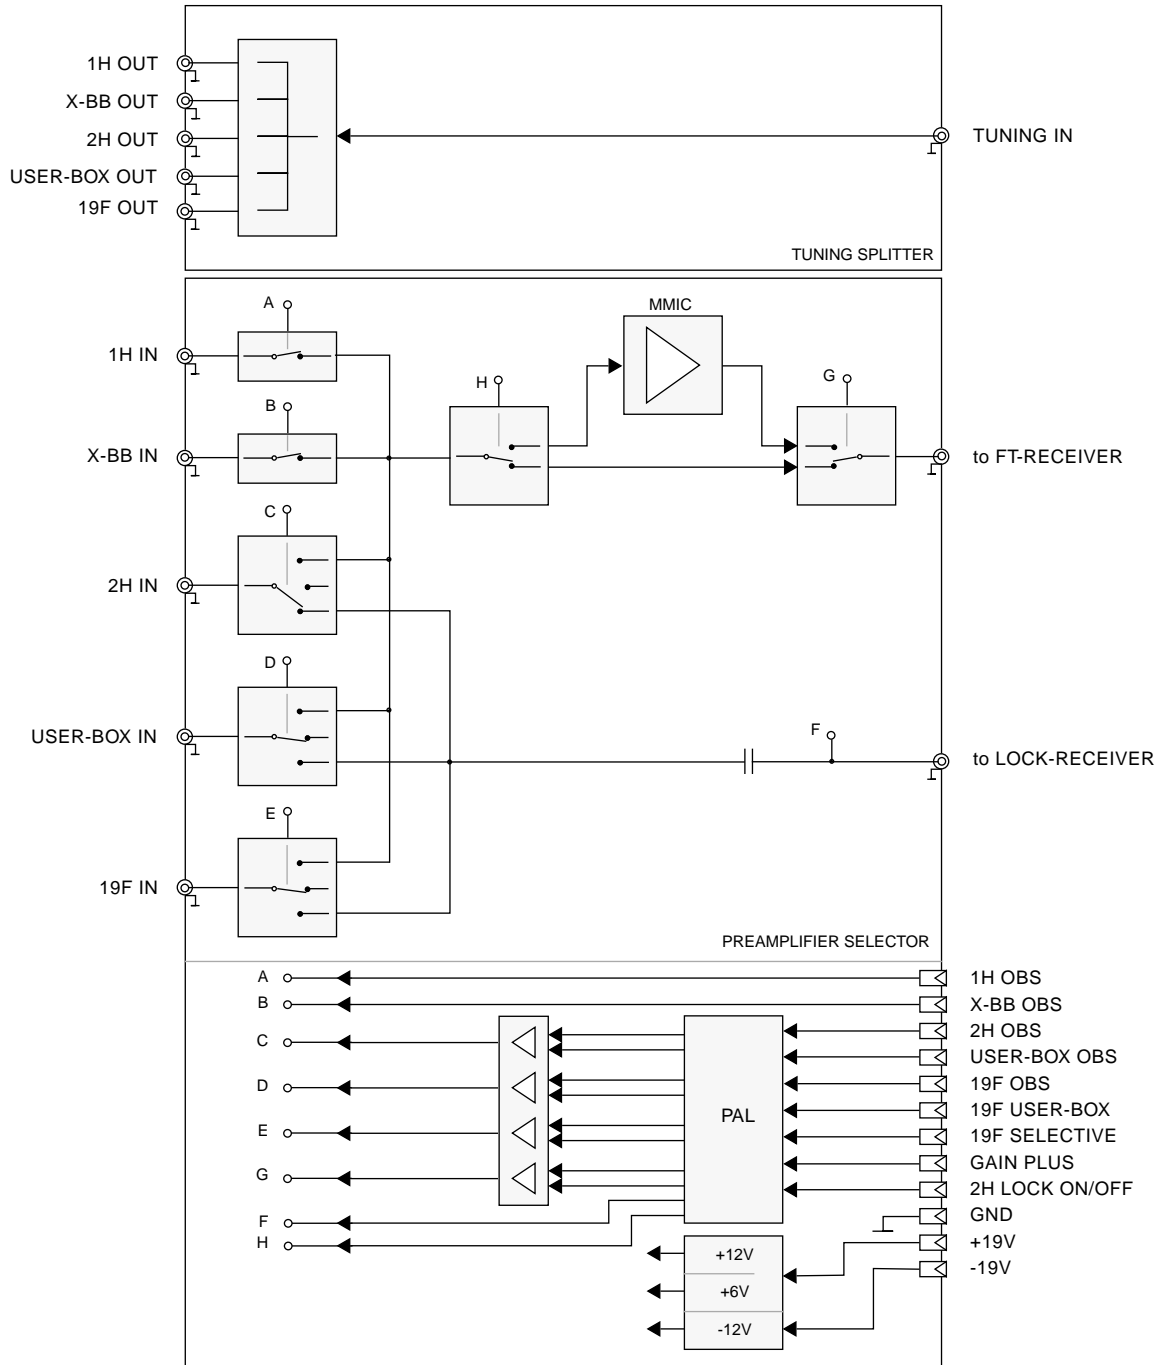 1H OUT
X-BB OUT
2H OUT
USER-BOX OUT
19F OUT
TUNING IN
TUNING SPLITTER
A
MMIC
1H IN
H
G
B
X-BB IN
to FT-RECEIVER
C
2H IN
D
USER-BOX IN
F
to LOCK-RECEIVER
E
19F IN
PREAMPLIFIER SELECTOR
A
1H OBS
B
X-BB OBS
C
2H OBS
USER-BOX OBS
D
19F OBS
PAL
19F USER-BOX
E
19F SELECTIVE
G
GAIN PLUS
2H LOCK ON/OFF
F
GND
H
+19V
+12V
-19V
+6V
-12V